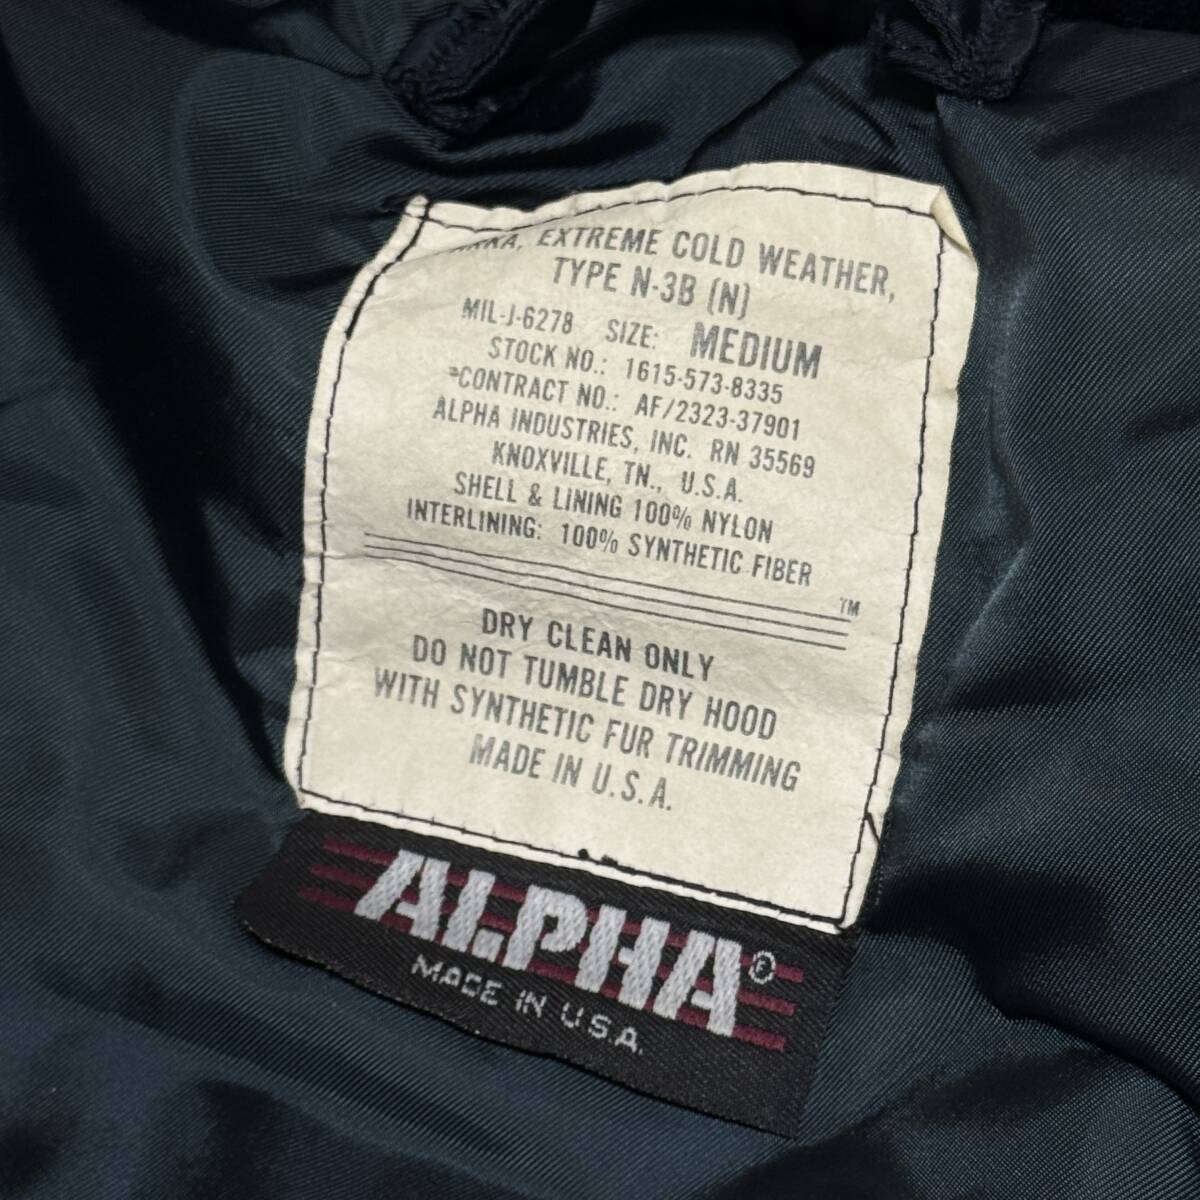 EXTREME COLD WEATHER,
TYPE N-3B (N)
MIL-J-6278 SIZE: MEDIUM
STOCK NO.: 1615-573-8335
CONTRACT NO.: AF/2323-37901
ALPHA INDUSTRIES, INC. RN 35569
KNOXVILLE, TN., U.S.A.
SHELL & LINING 100% NYLON
INTERLINING: 100% SYNTHETIC FIBER
TM
DRY CLEAN ONLY
DO NOT TUMBLE DRY HOOD
WITH SYNTHETIC FUR TRIMMING
MADE IN U.S.A.
ALPHA®
MADE IN U.S.A.